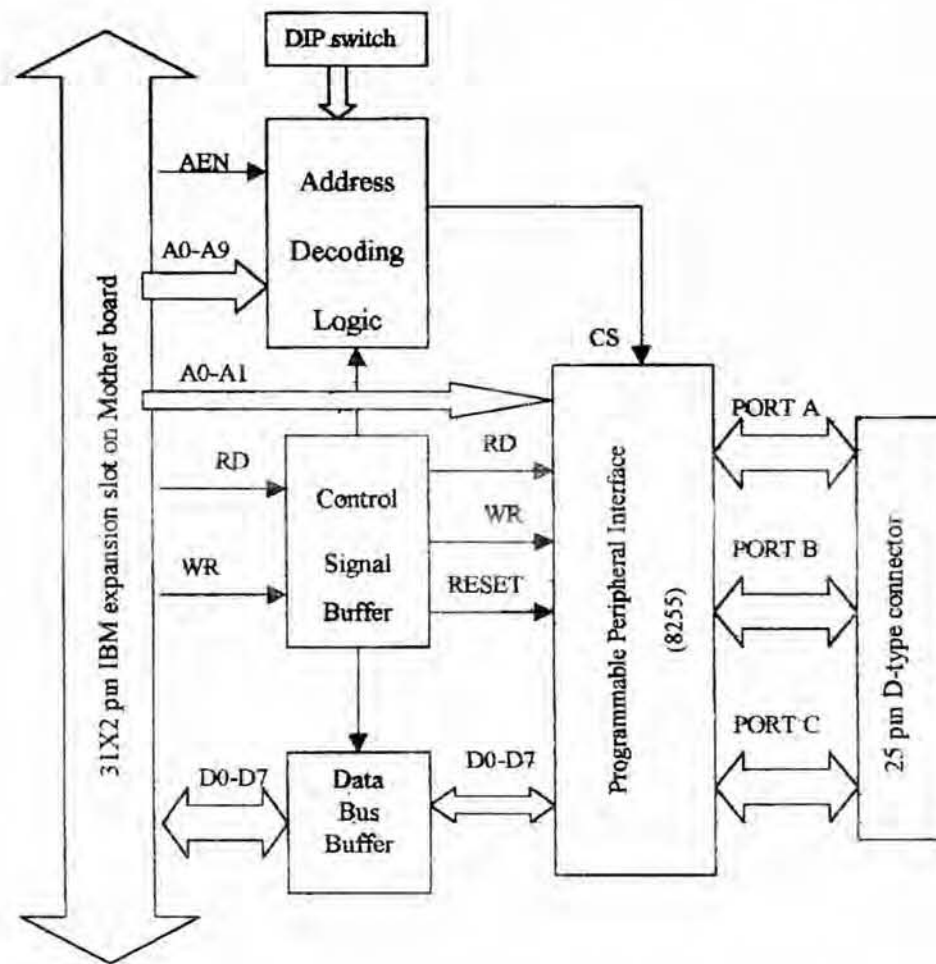 DIP switch
AEN
Address
Decoding
Logic
A0-A9
CS
A0-A1
PORT A
RD
Control
Signal
Buffer
RD
WR
WR
RESET
PORT B
PORT C
D0-D7
Data
Bus
Buffer
D0-D7
31X2 pin IBM expansion slot on Mother board
Programmable Peripheral Interface
(8255)
25 pin D-type connector